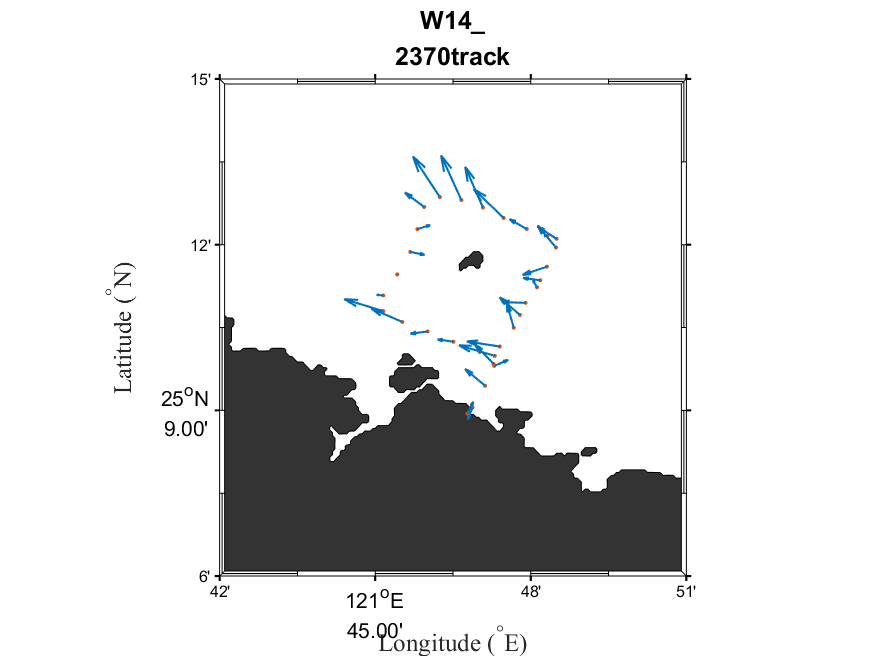 W14_
2370track
15'
12'
25°N
9.00'
6'
42'
121°E
45.00'
48'
51'
Latitude (°N)
Longitude (°E)